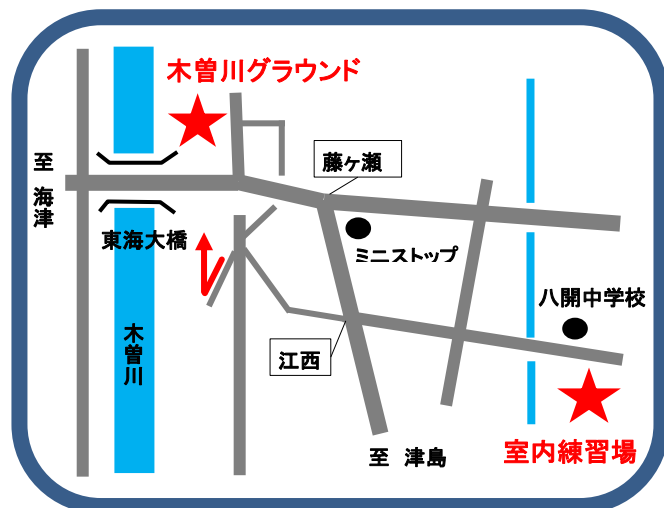 木曽川グラウンド
至 海津
藤ヶ瀬
東海大橋
ミニストップ
八開中学校
木曽川
江西
室内練習場
至 津島